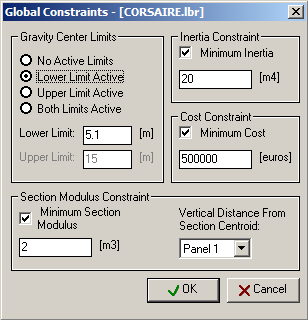 Global Constraints - [CORSAIRE.lbr]
Gravity Center Limits
No Active Limits
Lower Limit Active
Upper Limit Active
Both Limits Active
Lower Limit: 5.1 [m]
Upper Limit: 15 [m]
Inertia Constraint
Minimum Inertia
20 [m4]
Cost Constraint
Minimum Cost
500000 [euros]
Section Modulus Constraint
Minimum Section
Modulus
2 [m3]
Vertical Distance From
Section Centroid:
Panel 1
OK
Cancel